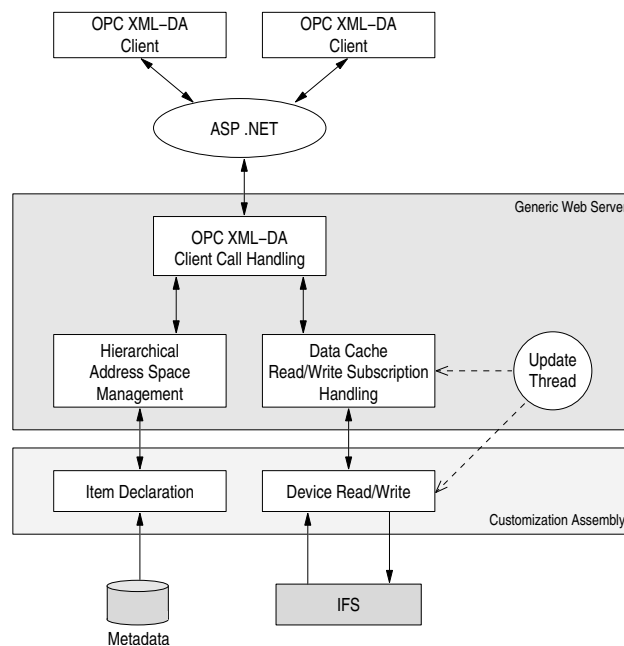 OPC XML–DA
Client
OPC XML–DA
Client
ASP .NET
Generic Web Server
OPC XML–DA
Client Call Handling
Hierarchical
Address Space
Management
Data Cache
Read/Write Subscription
Handling
Update
Thread
Item Declaration
Device Read/Write
Customization Assembly
IFS
Metadata